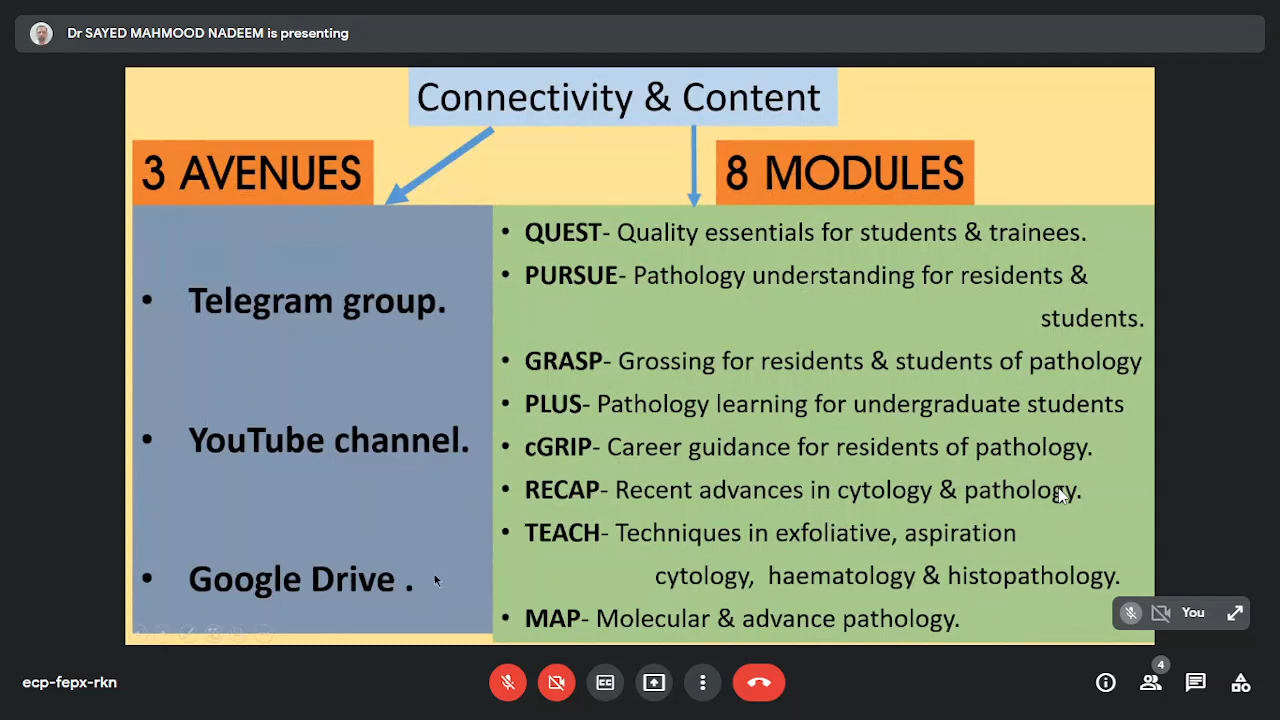 Dr SAYED MAHMOOD NADEEM is presenting
Connectivity & Content
3 AVENUES
8 MODULES
• Telegram group.
• YouTube channel.
• Google Drive .
• QUEST- Quality essentials for students & trainees.
• PURSUE- Pathology understanding for residents &
students.
• GRASP- Grossing for residents & students of pathology
• PLUS- Pathology learning for undergraduate students
• cGRIP- Career guidance for residents of pathology.
• RECAP- Recent advances in cytology & pathology.
• TEACH- Techniques in exfoliative, aspiration
cytology, haematology & histopathology.
• MAP- Molecular & advance pathology.
You
ecp-fepx-rkn
CC
4